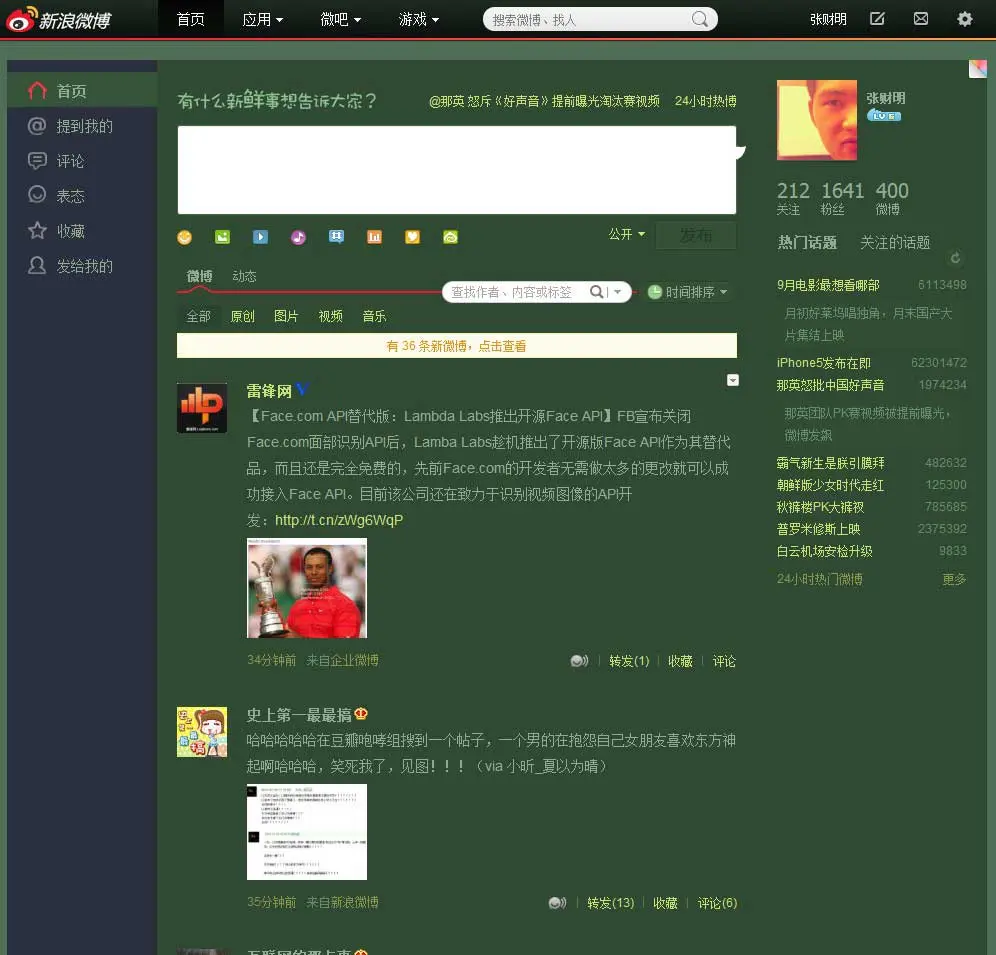 新浪微博 首页 应用 微吧 游戏 搜索微博、找人 张财明
首页
提到我的
评论
表态
收藏
发给我的
有什么新鲜事想告诉大家？ @那英 怒斥《好声音》提前曝光淘汰赛视频 24小时热博
公开 发布
微博 动态
查找作者、内容或标签 时间排序
全部 原创 图片 视频 音乐
有 36 条新微博，点击查看
雷锋网
【Face.com API替代版：Lambda Labs推出开源Face API】FB宣布关闭
Face.com面部识别API后，Lamba Labs趁机推出了开源版Face API作为其替代
品，而且还是完全免费的，先前Face.com的开发者无需做太多的更改就可以成
功接入Face API。目前该公司还在致力于识别视频图像的API开
发：http://t.cn/zWg6WqP
34分钟前 来自企业微博 转发(1) 收藏 评论
史上第一最最搞
哈哈哈哈哈在豆瓣咆哮组搜到一个帖子，一个男的在抱怨自己女朋友喜欢东方神
起啊哈哈哈，笑死我了，见图！！！（via 小昕_夏以为晴）
35分钟前 来自新浪微博 转发(13) 收藏 评论(6)
张财明
LOVE
212 1641 400
关注 粉丝 微博
热门话题 关注的话题
9月电影最想看哪部 6113498
月初好莱坞唱独角，月末国产大
片集结上映
iPhone5发布在即 62301472
那英怒批中国好声音 1974234
那英团队PK赛视频被提前曝光，
微博发飙
霸气新生是朕引膜拜 482632
朝鲜版少女时代走红 125300
秋裤楼PK大裤衩 785685
普罗米修斯上映 2375392
白云机场安检升级 9833
24小时热门微博 更多